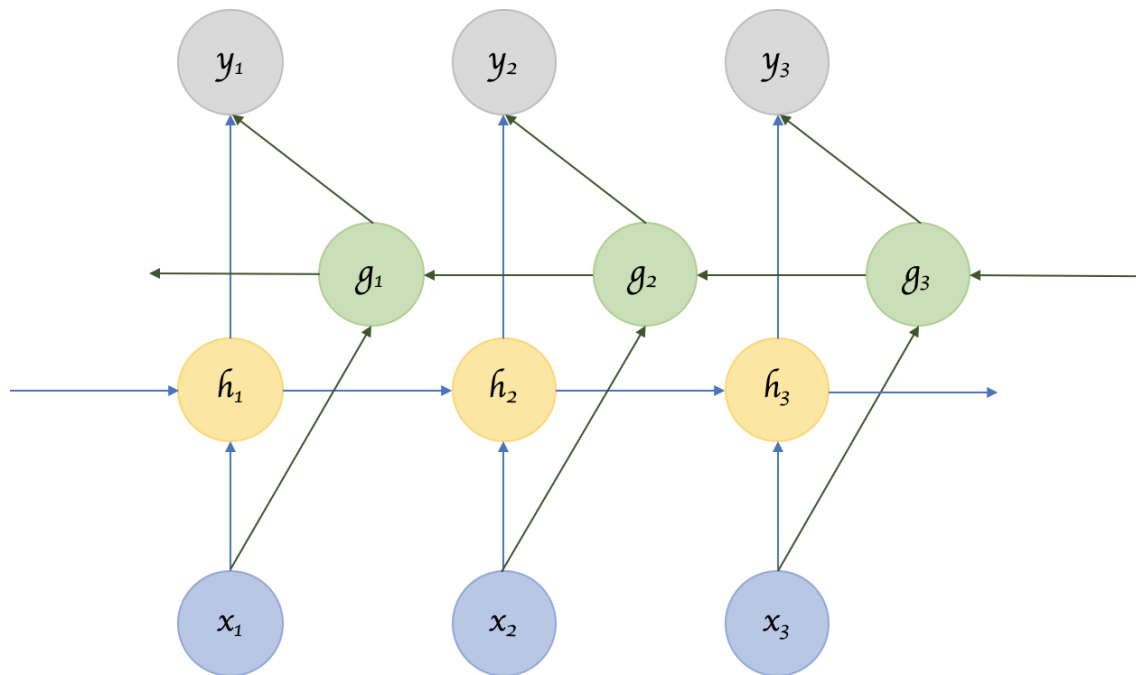 y₁ y₂ y₃
g₁ g₂ g₃
h₁ h₂ h₃
x₁ x₂ x₃